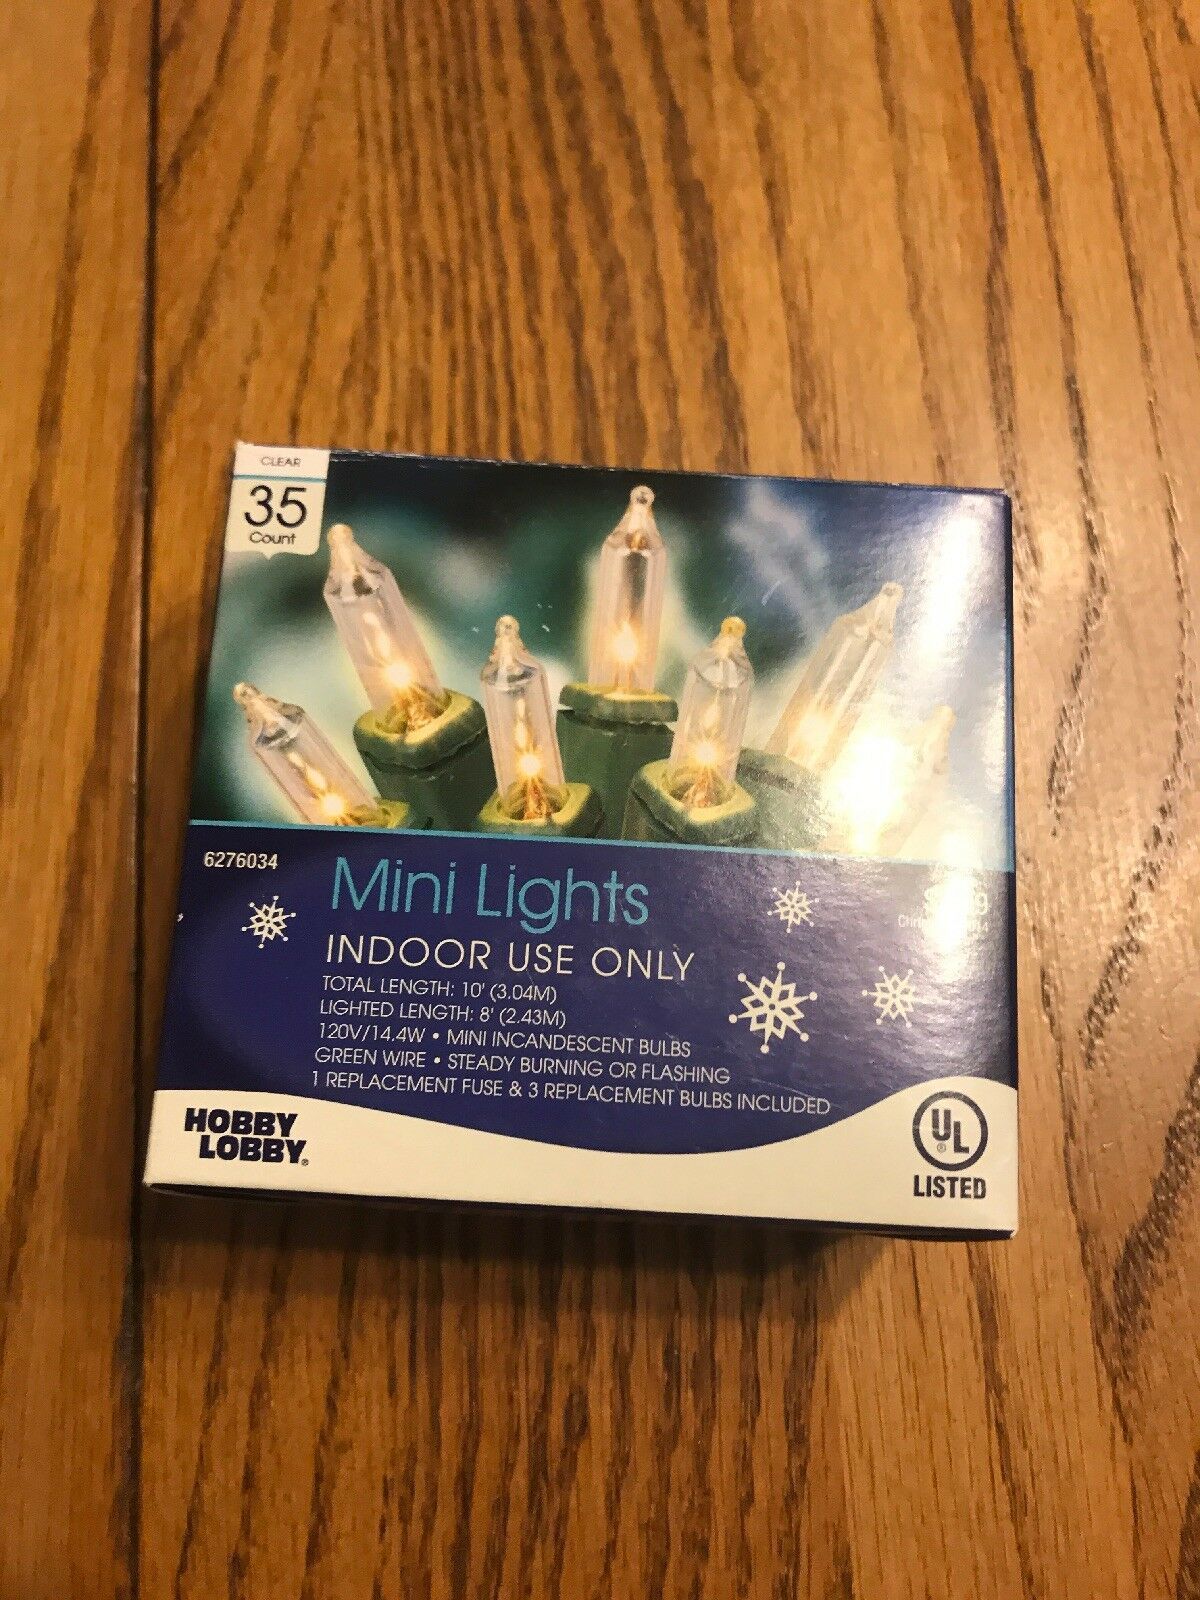 CLEAR
35
Count
6276034
Mini Lights
INDOOR USE ONLY
TOTAL LENGTH: 10' (3.04M)
LIGHTED LENGTH: 8' (2.43M)
120V/14.4W • MINI INCANDESCENT BULBS
GREEN WIRE • STEADY BURNING OR FLASHING
1 REPLACEMENT FUSE & 3 REPLACEMENT BULBS INCLUDED
HOBBY
LOBBY®
UL
®
LISTED